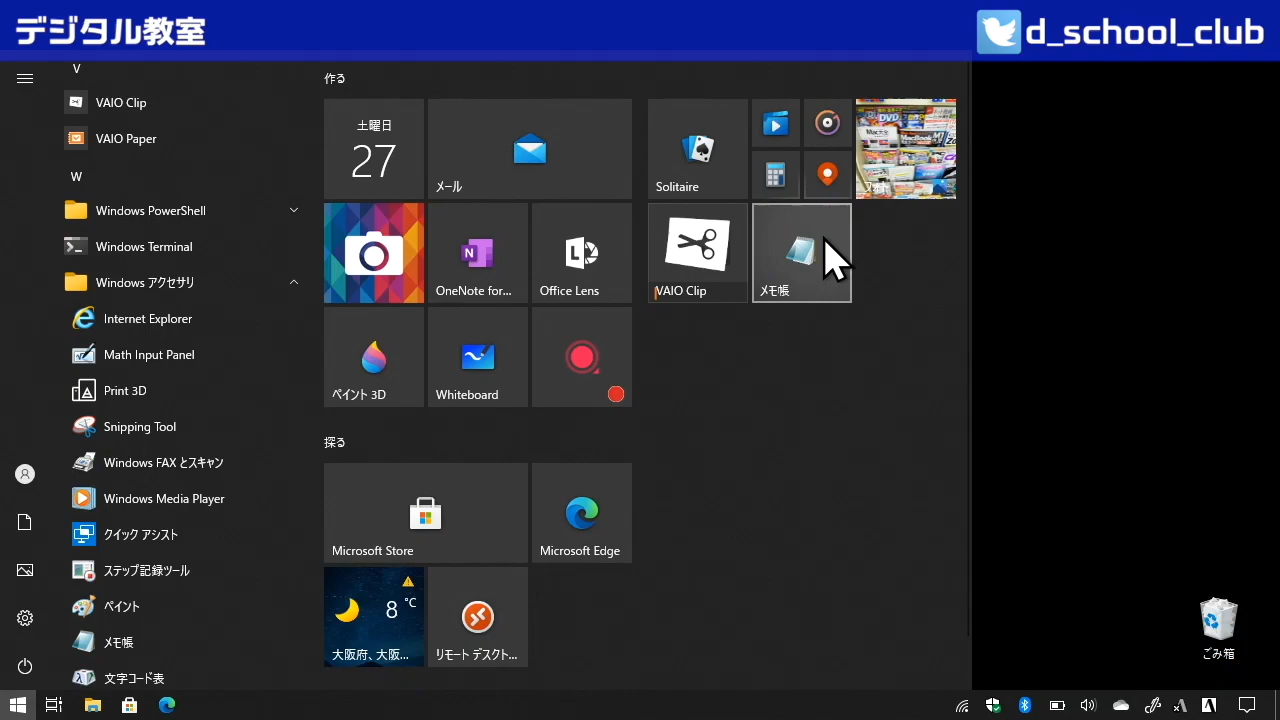 デジタル教室
d_school_club
V
VAIO Clip
VAIO Paper
W
Windows PowerShell
Windows Terminal
Windows アクセサリ
Internet Explorer
Math Input Panel
Print 3D
Snipping Tool
Windows FAX とスキャン
Windows Media Player
クイック アシスト
ステップ記録ツール
ペイント
メモ帳
文字コード表
作る
土曜日
27
メール
OneNote for...
Office Lens
ペイント 3D
Whiteboard
Solitaire
フォト
VAIO Clip
メモ帳
探る
Microsoft Store
Microsoft Edge
8 °C
大阪府、大阪...
リモート デスクト...
ごみ箱